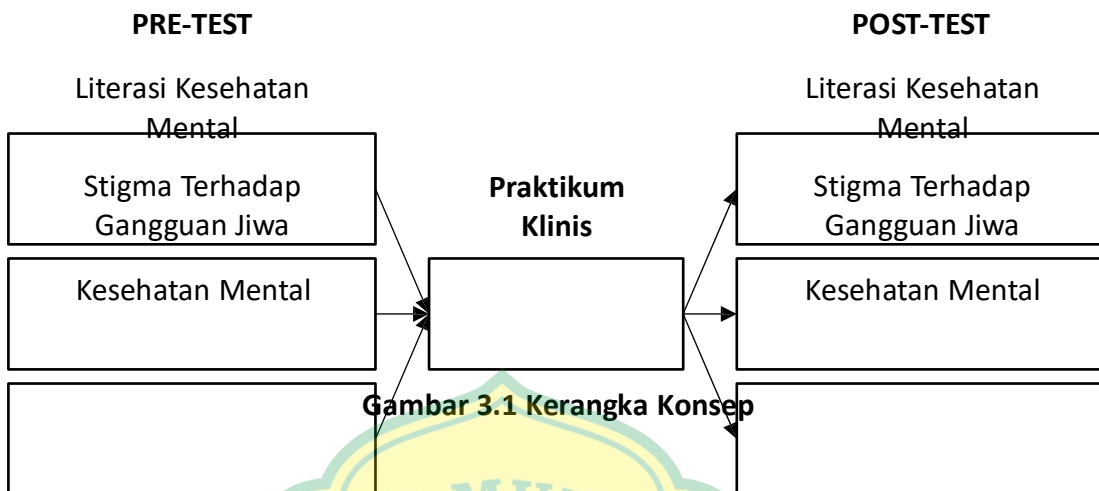 PRE-TEST
POST-TEST
Literasi Kesehatan
Mental
Literasi Kesehatan
Mental
Stigma Terhadap
Gangguan Jiwa
Praktikum
Klinis
Stigma Terhadap
Gangguan Jiwa
Kesehatan Mental
Kesehatan Mental
Gambar 3.1 Kerangka Konsep